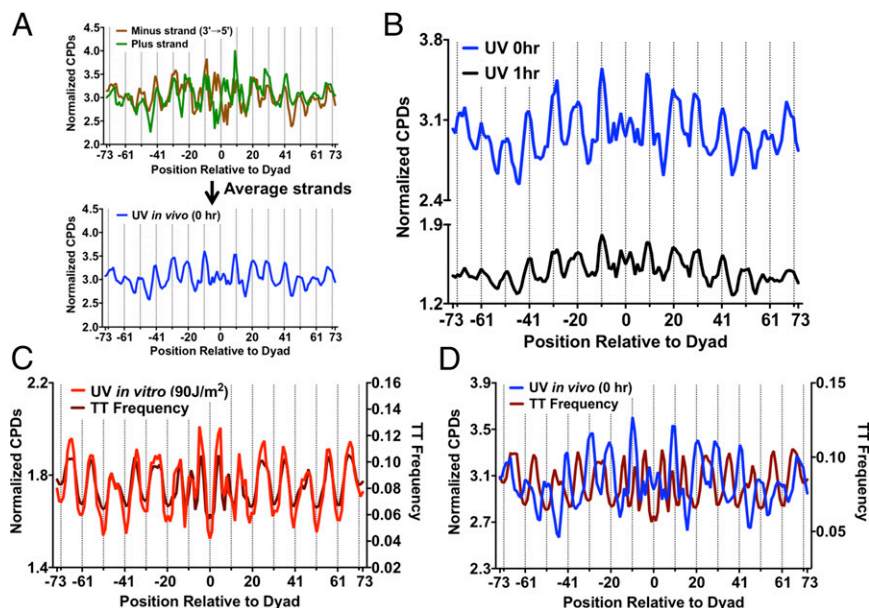 A
Normalized CPDs
4.5
4.0
3.5
3.0
2.5
2.0
Minus strand (3'→5')
Plus strand
-73 -61 -41 -20 0 20 41 61 73
Position Relative to Dyad
Average strands
Normalized CPDs
4.5
4.0
3.5
3.0
2.5
2.0
UV in vivo (0 hr)
-73 -61 -41 -20 0 20 41 61 73
Position Relative to Dyad
B
Normalized CPDs
3.8
3.1
2.4
1.9
1.2
UV 0hr
UV 1hr
-73 -61 -41 -20 0 20 41 61 73
Position Relative to Dyad
C
Normalized CPDs
2.2
1.8
1.4
UV in vitro (90J/m²)
TT Frequency
0.16
0.14
0.12
0.10
0.08
0.06
0.04
0.02
TT Frequency
-73 -61 -41 -20 0 20 41 61 73
Position Relative to Dyad
D
Normalized CPDs
3.9
3.5
3.1
2.7
2.3
UV in vivo (0 hr)
TT Frequency
0.15
0.10
0.05
TT Frequency
-73 -61 -41 -20 0 20 41 61 73
Position Relative to Dyad